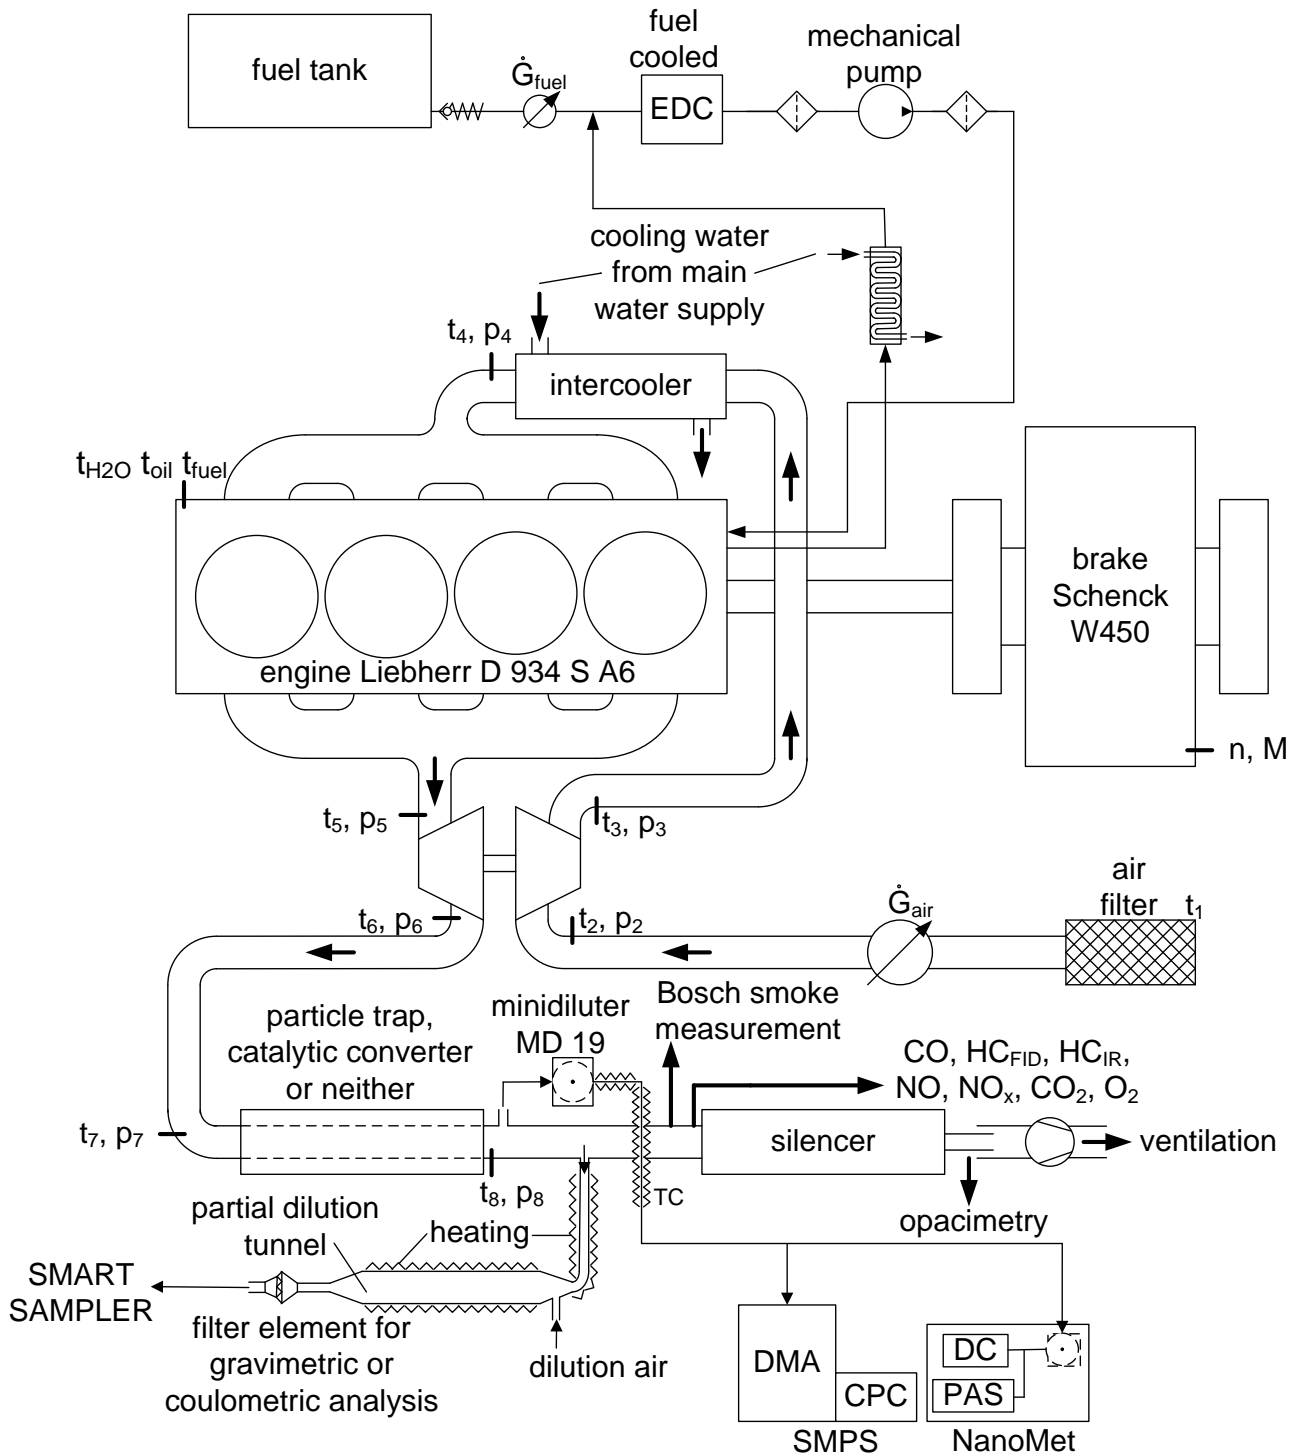 fuel tank
Ġfuel
fuel
cooled
EDC
mechanical
pump
cooling water
from main
water supply
t4, p4
intercooler
tH2O toil tfuel
engine Liebherr D 934 S A6
brake
Schenck
W450
n, M
t5, p5
t3, p3
t6, p6
t2, p2
Ġair
air
filter
t1
particle trap,
catalytic converter
or neither
minidiluter
MD 19
Bosch smoke
measurement
CO, HCFID, HCIR,
NO, NOx, CO2, O2
t7, p7
silencer
ventilation
t8, p8
TC
opacimetry
partial dilution
tunnel
heating
SMART
SAMPLER
filter element for
gravimetric or
coulometric analysis
dilution air
DMA
CPC
SMPS
DC
PAS
NanoMet